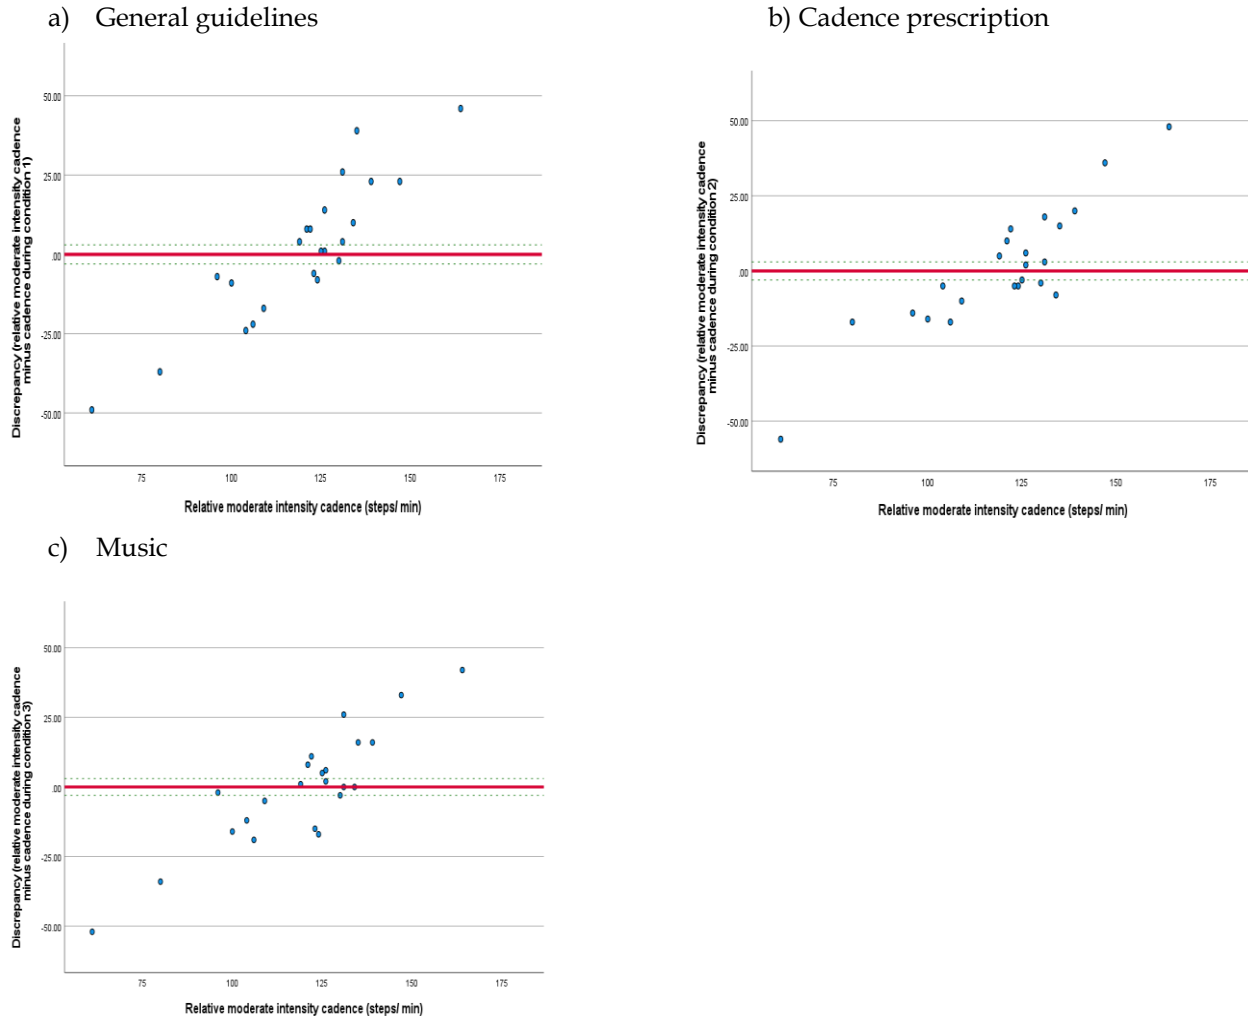 a) General guidelines
50.00
25.00
.00
-25.00
-50.00
Discrepancy (relative moderate intensity cadence
minus cadence during condition 1)
75 100 125 150 175
Relative moderate intensity cadence (steps/ min)
b) Cadence prescription
50.00
25.00
.00
-25.00
-50.00
Discrepancy (relative moderate intensity cadence
minus cadence during condition 2)
75 100 125 150 175
Relative moderate intensity cadence (steps/ min)
c) Music
50.00
25.00
.00
-25.00
-50.00
Discrepancy (relative moderate intensity cadence
minus cadence during condition 3)
75 100 125 150 175
Relative moderate intensity cadence (steps/ min)